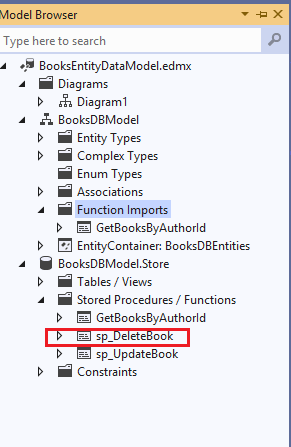 Model Browser
Type here to search
BooksEntityDataModel.edmx
Diagrams
Diagram1
BooksDBModel
Entity Types
Complex Types
Enum Types
Associations
Function Imports
GetBooksByAuthorId
EntityContainer: BooksDBEntities
BooksDBModel.Store
Tables / Views
Stored Procedures / Functions
GetBooksByAuthorId
sp_DeleteBook
sp_UpdateBook
Constraints